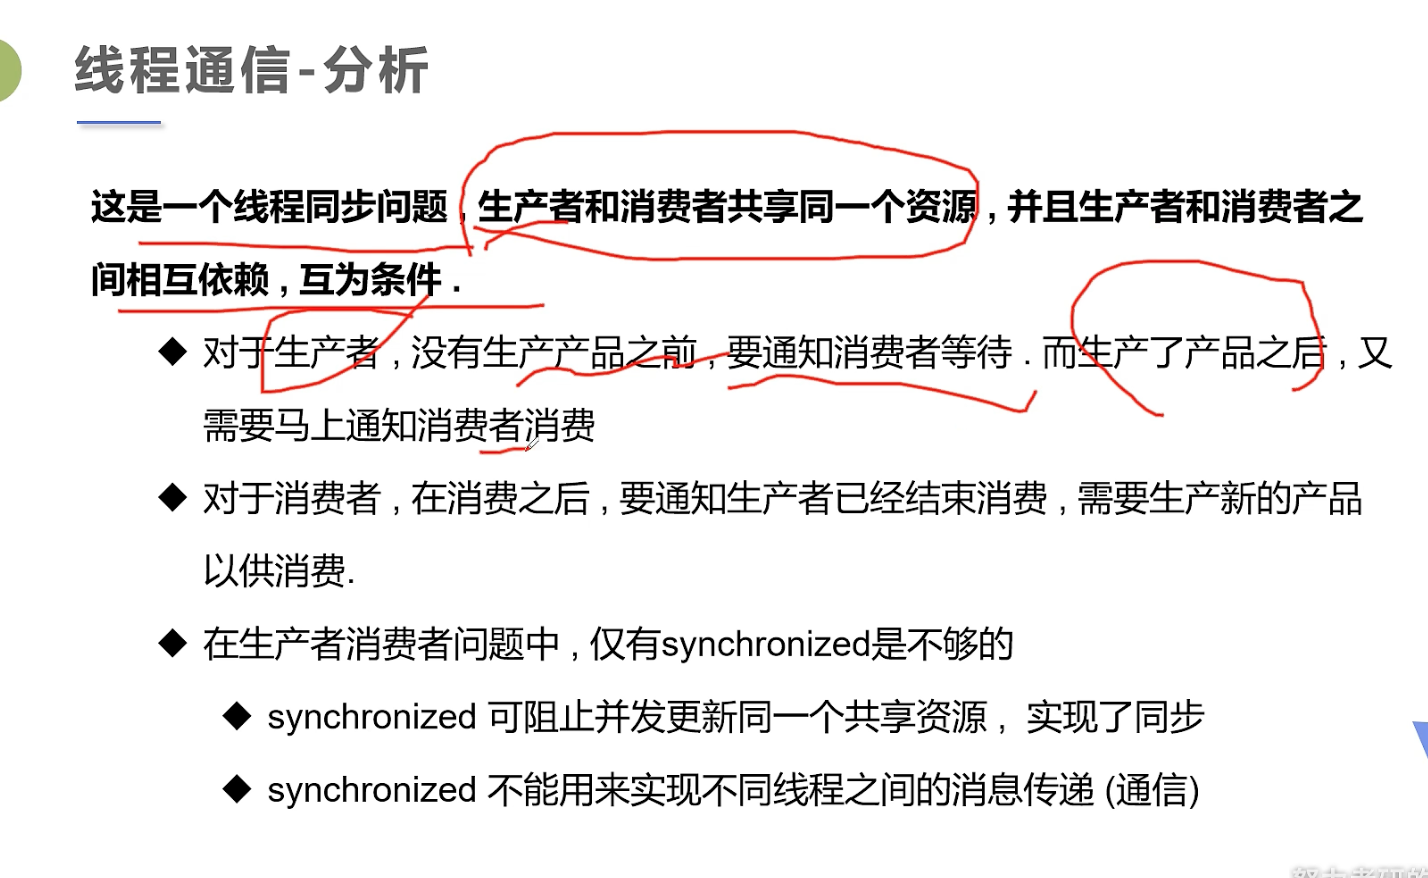 线程通信-分析
这是一个线程同步问题，生产者和消费者共享同一个资源，并且生产者和消费者之
间相互依赖，互为条件．
◆ 对于生产者，没有生产产品之前，要通知消费者等待．而生产了产品之后，又
需要马上通知消费者消费
◆ 对于消费者，在消费之后，要通知生产者已经结束消费，需要生产新的产品
以供消费.
◆ 在生产者消费者问题中，仅有synchronized是不够的
◆ synchronized 可阻止并发更新同一个共享资源，实现了同步
◆ synchronized 不能用来实现不同线程之间的消息传递 (通信)